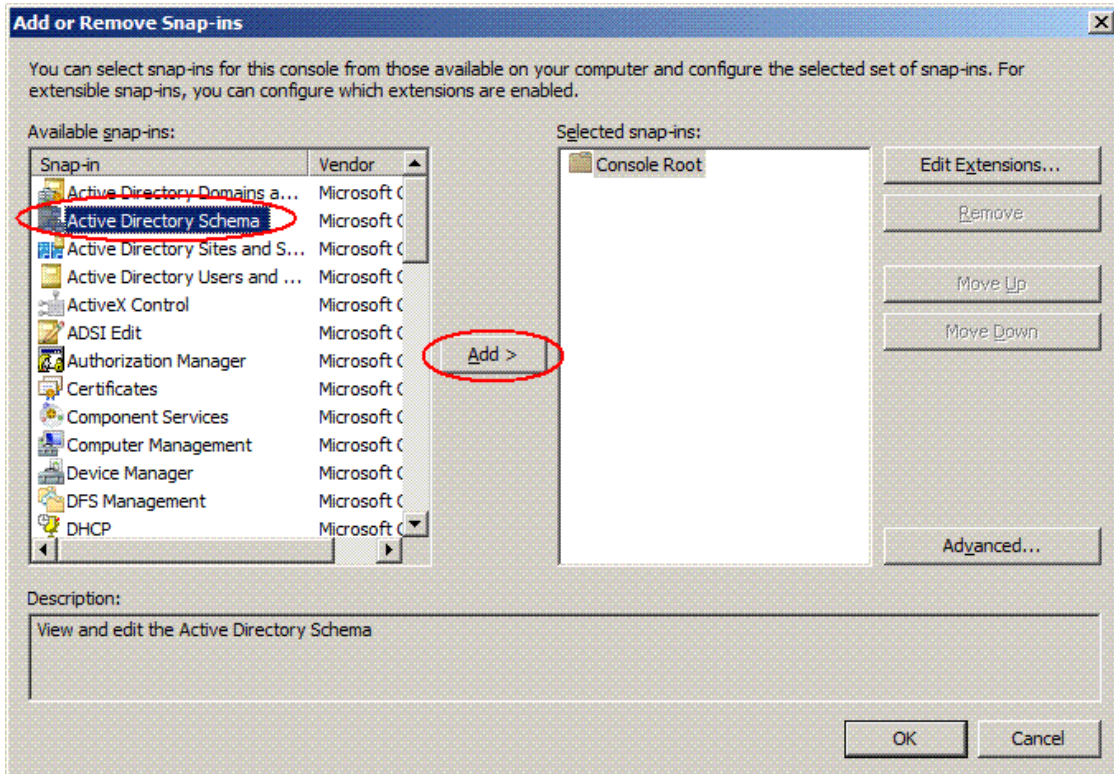 Add or Remove Snap-ins
You can select snap-ins for this console from those available on your computer and configure the selected set of snap-ins. For
extensible snap-ins, you can configure which extensions are enabled.
Available snap-ins:
Snap-in Vendor
Active Directory Domains a... Microsoft C
Active Directory Schema Microsoft C
Active Directory Sites and S... Microsoft C
Active Directory Users and ... Microsoft C
ActiveX Control Microsoft C
ADSI Edit Microsoft C
Authorization Manager Microsoft C
Certificates Microsoft C
Component Services Microsoft C
Computer Management Microsoft C
Device Manager Microsoft C
DFS Management Microsoft C
DHCP Microsoft C
Add >
Selected snap-ins:
Console Root
Edit Extensions...
Remove
Move Up
Move Down
Advanced...
Description:
View and edit the Active Directory Schema
OK Cancel